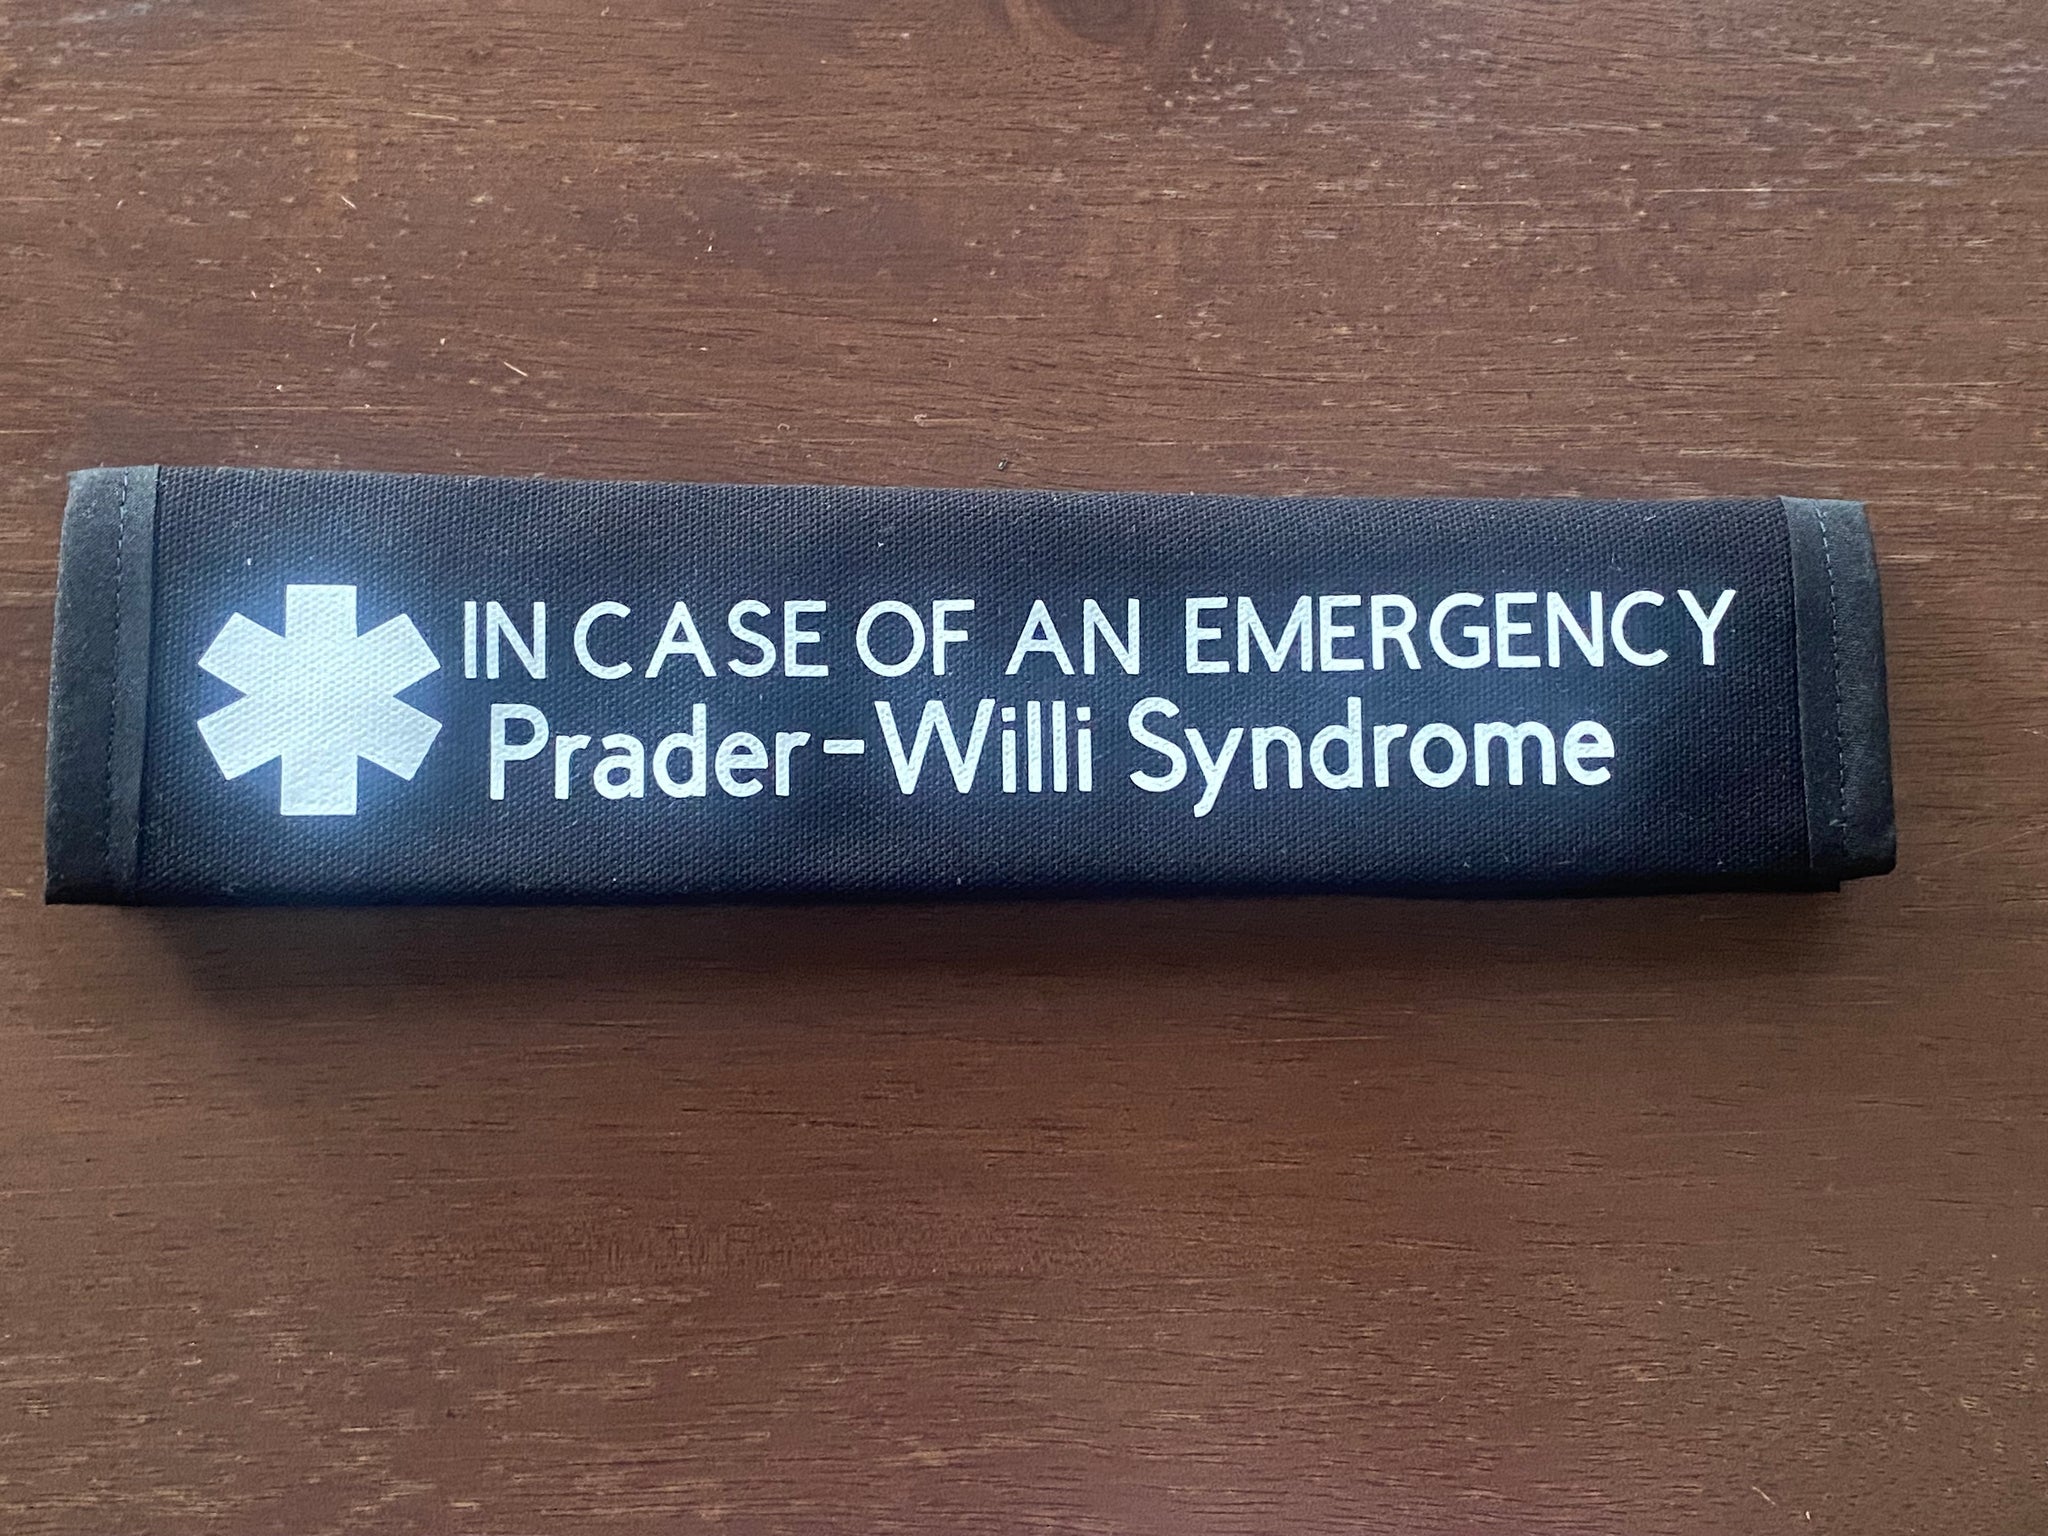 IN CASE OF AN EMERGENCY
Prader-Willi Syndrome